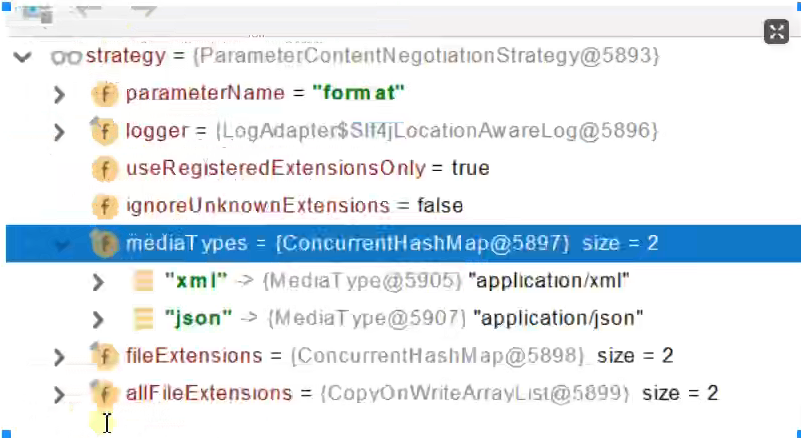 strategy = {ParameterContentNegotiationStrategy@5893}
parameterName = "format"
logger = {LogAdapter$Slf4jLocationAwareLog@5896}
useRegisteredExtensionsOnly = true
ignoreUnknownExtensions = false
mediaTypes = {ConcurrentHashMap@5897} size = 2
"xml" -> {MediaType@5905} "application/xml"
"json" -> {MediaType@5907} "application/json"
fileExtensions = {ConcurrentHashMap@5898} size = 2
allFileExtensions = {CopyOnWriteArrayList@5899} size = 2